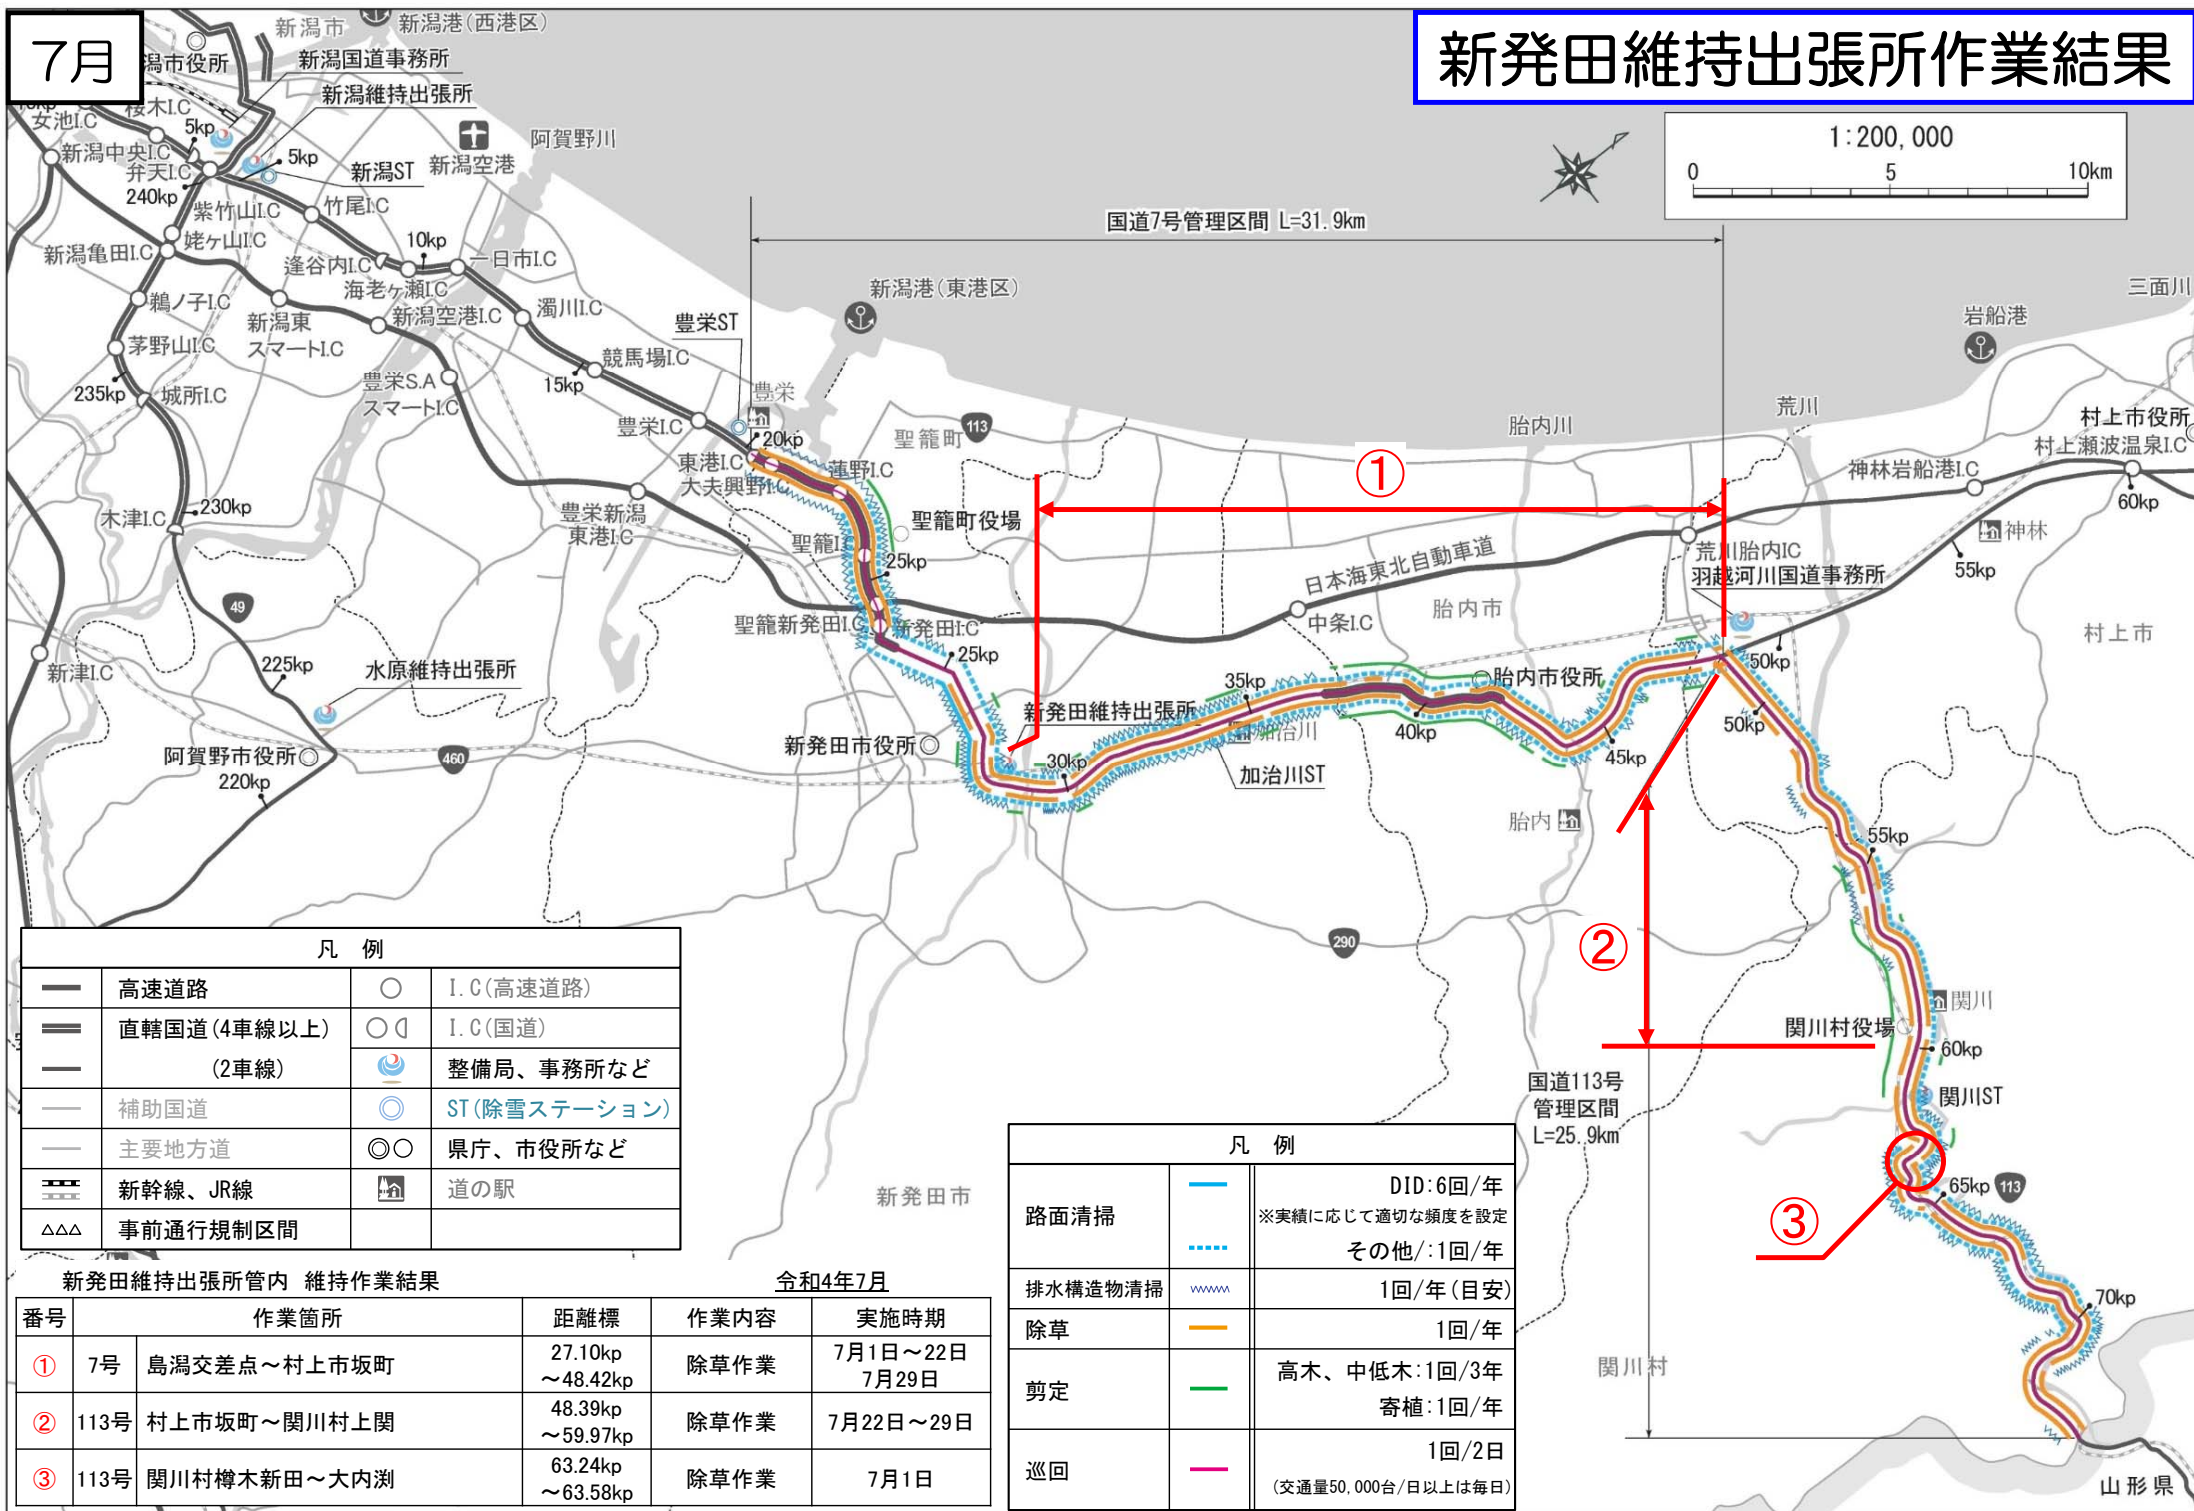 7月
新発田維持出張所作業結果
1:200,000
0 5 10km
新潟市
新潟港(西港区)
潟市役所
新潟国道事務所
新潟維持出張所
桜木I.C
女池I.C
5kp
新潟中央I.C
弁天I.C
5kp
新潟ST
新潟空港
阿賀野川
240kp
紫竹山I.C
竹尾I.C
姥ヶ山I.C
新潟亀田I.C
10kp
一日市I.C
逢谷内I.C
海老ヶ瀬I.C
鵜ノ子I.C
新潟東
スマートI.C
新潟空港I.C
濁川I.C
茅野山I.C
競馬場I.C
15kp
235kp
城所I.C
豊栄S.A
スマートI.C
豊栄ST
新潟港(東港区)
国道7号管理区間 L=31.9km
豊栄
豊栄I.C
20kp
東港I.C
大夫興野I.C
蓮野I.C
聖籠町
113
230kp
木津I.C
豊栄新潟
東港I.C
聖籠町役場
聖籠I
25kp
49
聖籠新発田I.C
新発田I.C
25kp
新津I.C
225kp
水原維持出張所
阿賀野市役所
220kp
460
新発田市役所
新発田維持出張所
30kp
35kp
加治川
加治川ST
40kp
胎内市役所
45kp
①
日本海東北自動車道
中条I.C
胎内市
胎内川
荒川
岩船港
三面川
村上市役所
村上瀬波温泉I.C
神林岩船港I.C
60kp
神林
55kp
荒川胎内IC
羽越河川国道事務所
村上市
50kp
50kp
胎内
55kp
②
290
関川
関川村役場
60kp
国道113号
管理区間
L=25.9km
関川ST
65kp
113
③
70kp
関川村
新発田市
山形県
凡 例
高速道路 I.C(高速道路)
直轄国道(4車線以上) I.C(国道)
(2車線) 整備局、事務所など
補助国道 ST(除雪ステーション)
主要地方道 県庁、市役所など
新幹線、JR線 道の駅
事前通行規制区間
新発田維持出張所管内 維持作業結果 令和4年7月
番号 作業箇所 距離標 作業内容 実施時期
① 7号 島潟交差点～村上市坂町 27.10kp ～48.42kp 除草作業 7月1日～22日 7月29日
② 113号 村上市坂町～関川村上関 48.39kp ～59.97kp 除草作業 7月22日～29日
③ 113号 関川村樽木新田～大内渕 63.24kp ～63.58kp 除草作業 7月1日
凡 例
路面清掃 DID:6回/年
※実績に応じて適切な頻度を設定
その他/:1回/年
排水構造物清掃 1回/年(目安)
除草 1回/年
剪定 高木、中低木:1回/3年
寄植:1回/年
巡回 1回/2日
(交通量50,000台/日以上は毎日)